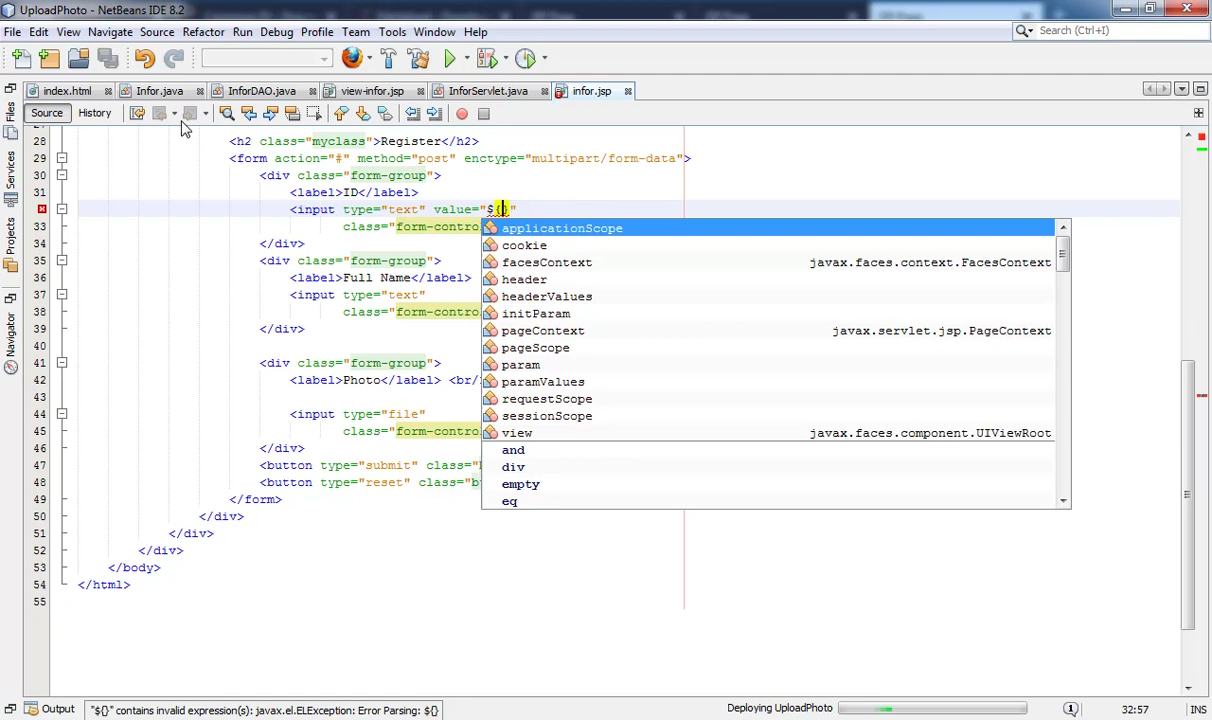 UploadPhoto - NetBeans IDE 8.2
File Edit View Navigate Source Refactor Run Debug Profile Team Tools Window Help
Search (Ctrl+I)
index.html Infor.java InforDAO.java view-infor.jsp InforServlet.java infor.jsp
Source History
Files
Services
Projects
Navigator
28 <h2 class="myclass">Register</h2>
29 <form action="#" method="post" enctype="multipart/form-data">
30 <div class="form-group">
31 <label>ID</label>
<input type="text" value="${}"
33 class="form-contro
34 </div>
35 <div class="form-group">
36 <label>Full Name</label>
37 <input type="text"
38 class="form-contro
39 </div>
40
41 <div class="form-group">
42 <label>Photo</label> <br/
43
44 <input type="file"
45 class="form-contro
46 </div>
47 <button type="submit" class="
48 <button type="reset" class="b
49 </form>
50 </div>
51 </div>
52 </div>
53 </body>
54 </html>
55
applicationScope
cookie
facesContext javax.faces.context.FacesContext
header
headerValues
initParam
pageContext javax.servlet.jsp.PageContext
pageScope
param
paramValues
requestScope
sessionScope
view javax.faces.component.UIViewRoot
and
div
empty
eq
Output
"${}" contains invalid expression(s): javax.el.ELException: Error Parsing: ${}
Deploying UploadPhoto
1
32:57
INS